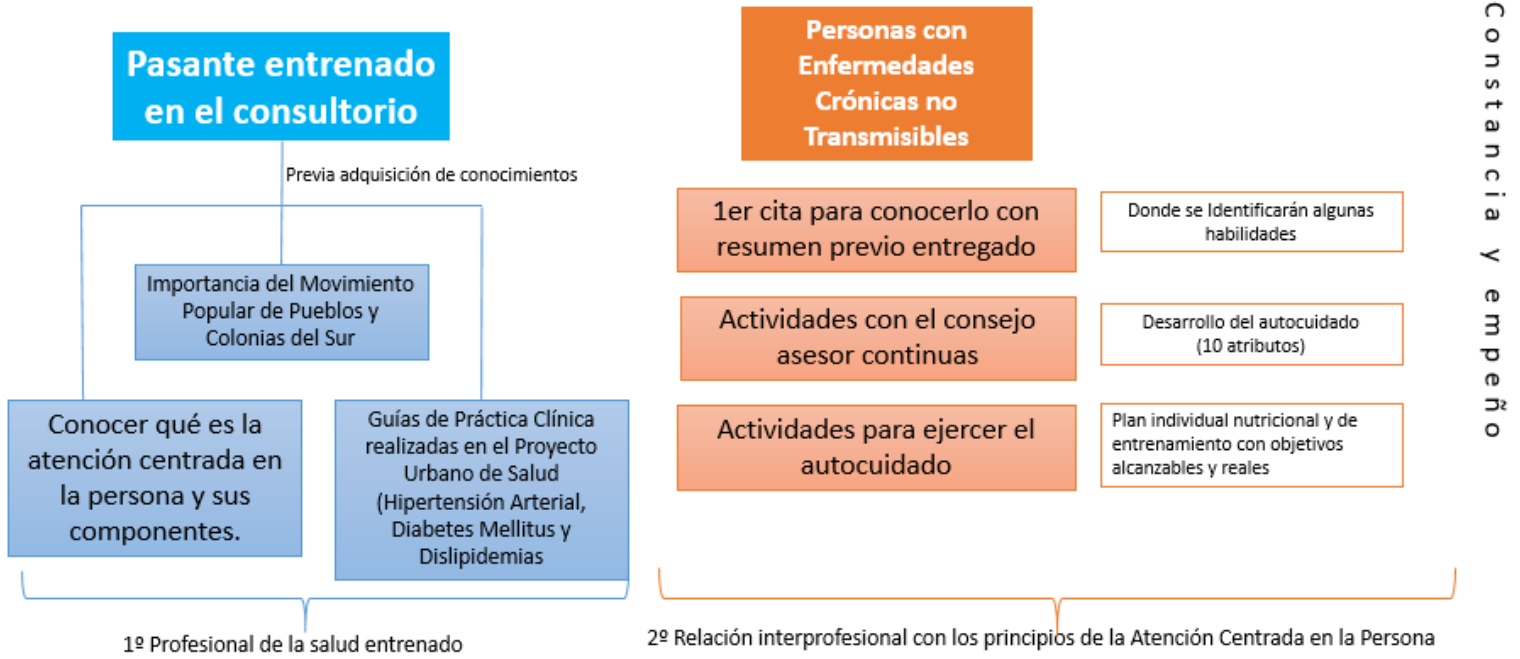 Pasante entrenado
en el consultorio
Previa adquisición de conocimientos
Importancia del Movimiento
Popular de Pueblos y
Colonias del Sur
Conocer qué es la
atención centrada en
la persona y sus
componentes.
Guías de Práctica Clínica
realizadas en el Proyecto
Urbano de Salud
(Hipertensión Arterial,
Diabetes Mellitus y
Dislipidemias
1º Profesional de la salud entrenado
Personas con
Enfermedades
Crónicas no
Transmisibles
1er cita para conocerlo con
resumen previo entregado
Donde se Identificarán algunas
habilidades
Actividades con el consejo
asesor continuas
Desarrollo del autocuidado
(10 atributos)
Actividades para ejercer el
autocuidado
Plan individual nutricional y de
entrenamiento con objetivos
alcanzables y reales
2º Relación interprofesional con los principios de la Atención Centrada en la Persona
Constancia y empeño